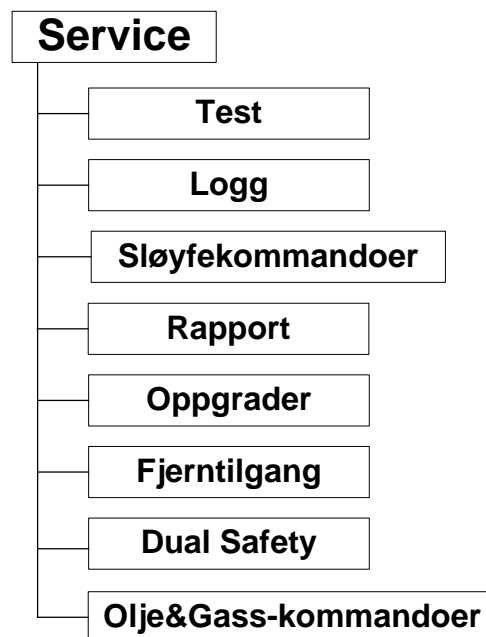 Service
Test
Logg
Sløyfekommandoer
Rapport
Oppgrader
Fjerntilgang
Dual Safety
Olje&Gass-kommandoer